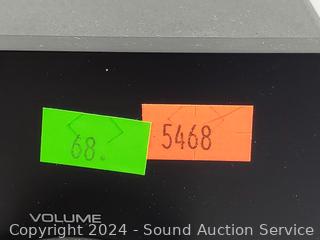 68.
5468
VOLUME
Copyright 2024 - Sound Auction Service